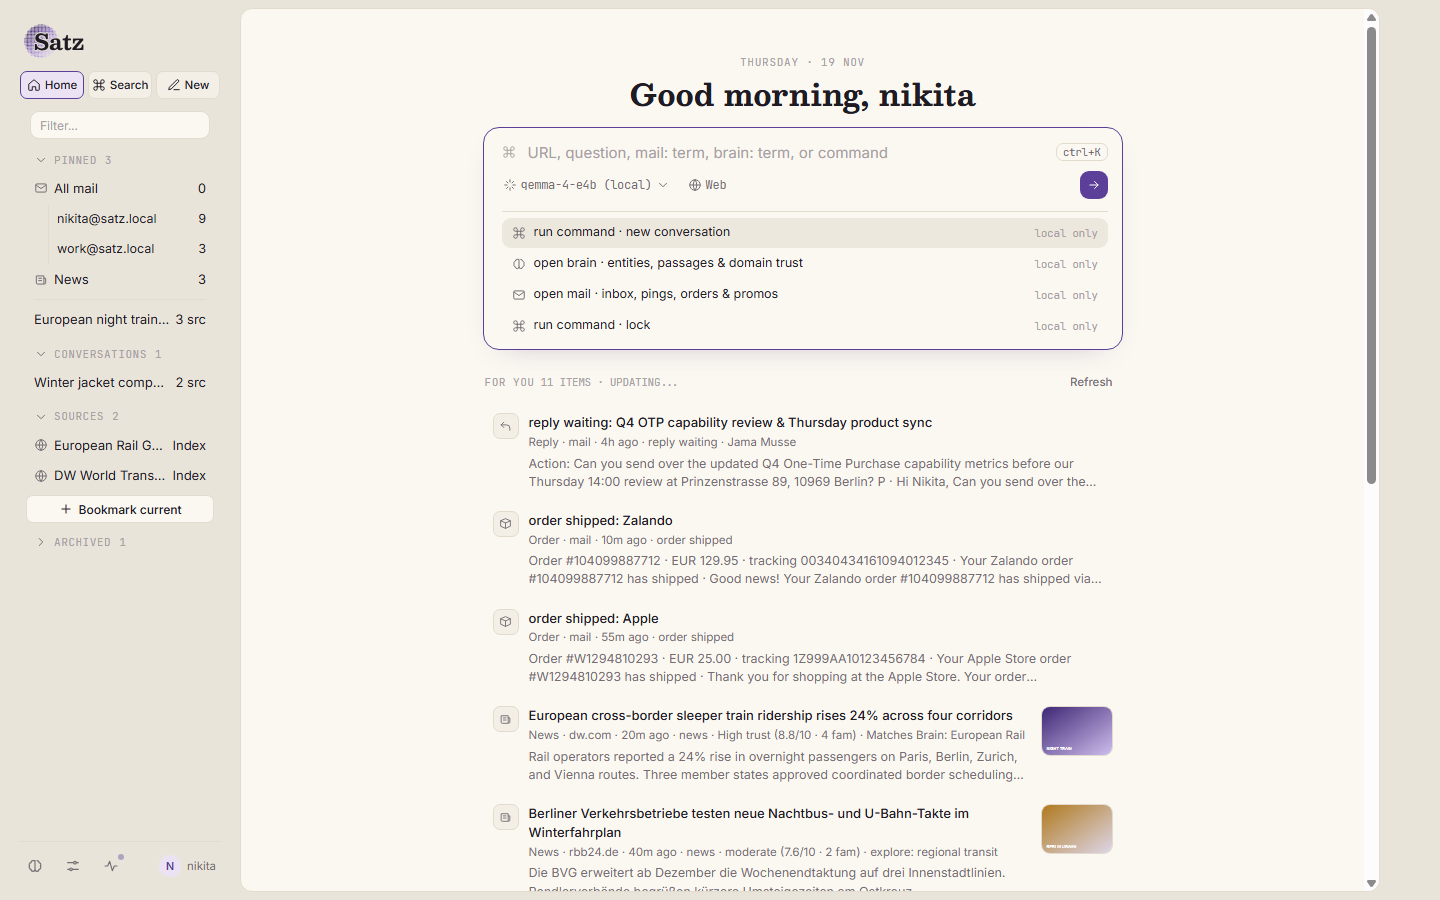 Satz
Home
Search
New
Filter...
PINNED 3
All mail 0
nikita@satz.local 9
work@satz.local 3
News 3
European night train... 3 src
CONVERSATIONS 1
Winter jacket comp... 2 src
SOURCES 2
European Rail G... Index
DW World Trans... Index
+ Bookmark current
ARCHIVED 1
N nikita
THURSDAY · 19 NOV
Good morning, nikita
URL, question, mail: term, brain: term, or command ctrl+K
gemma-4-e4b (local) Web
run command · new conversation local only
open brain · entities, passages & domain trust local only
open mail · inbox, pings, orders & promos local only
run command · lock local only
FOR YOU 11 ITEMS · UPDATING... Refresh
reply waiting: Q4 OTP capability review & Thursday product sync
Reply · mail · 4h ago · reply waiting · Jama Musse
Action: Can you send over the updated Q4 One-Time Purchase capability metrics before our
Thursday 14:00 review at Prinzenstrasse 89, 10969 Berlin? P · Hi Nikita, Can you send over the...
order shipped: Zalando
Order · mail · 10m ago · order shipped
Order #104099887712 · EUR 129.95 · tracking 00340434161094012345 · Your Zalando order
#104099887712 has shipped · Good news! Your Zalando order #104099887712 has shipped via...
order shipped: Apple
Order · mail · 55m ago · order shipped
Order #W1294810293 · EUR 25.00 · tracking 1Z999AA10123456784 · Your Apple Store order
#W1294810293 has shipped · Thank you for shopping at the Apple Store. Your order...
European cross-border sleeper train ridership rises 24% across four corridors
News · dw.com · 20m ago · news · High trust (8.8/10 · 4 fam) · Matches Brain: European Rail
Rail operators reported a 24% rise in overnight passengers on Paris, Berlin, Zurich,
and Vienna routes. Three member states approved coordinated border scheduling...
NIGHT TRAIN
Berliner Verkehrsbetriebe testen neue Nachtbus- und U-Bahn-Takte im
Winterfahrplan
News · rbb24.de · 40m ago · news · moderate (7.6/10 · 2 fam) · explore: regional transit
Die BVG erweitert ab Dezember die Wochenendtaktung auf drei Innenstadtlinien.
Pendlerverbände begrüßen kürzere Umsteigezeiten am Ostkreuz.